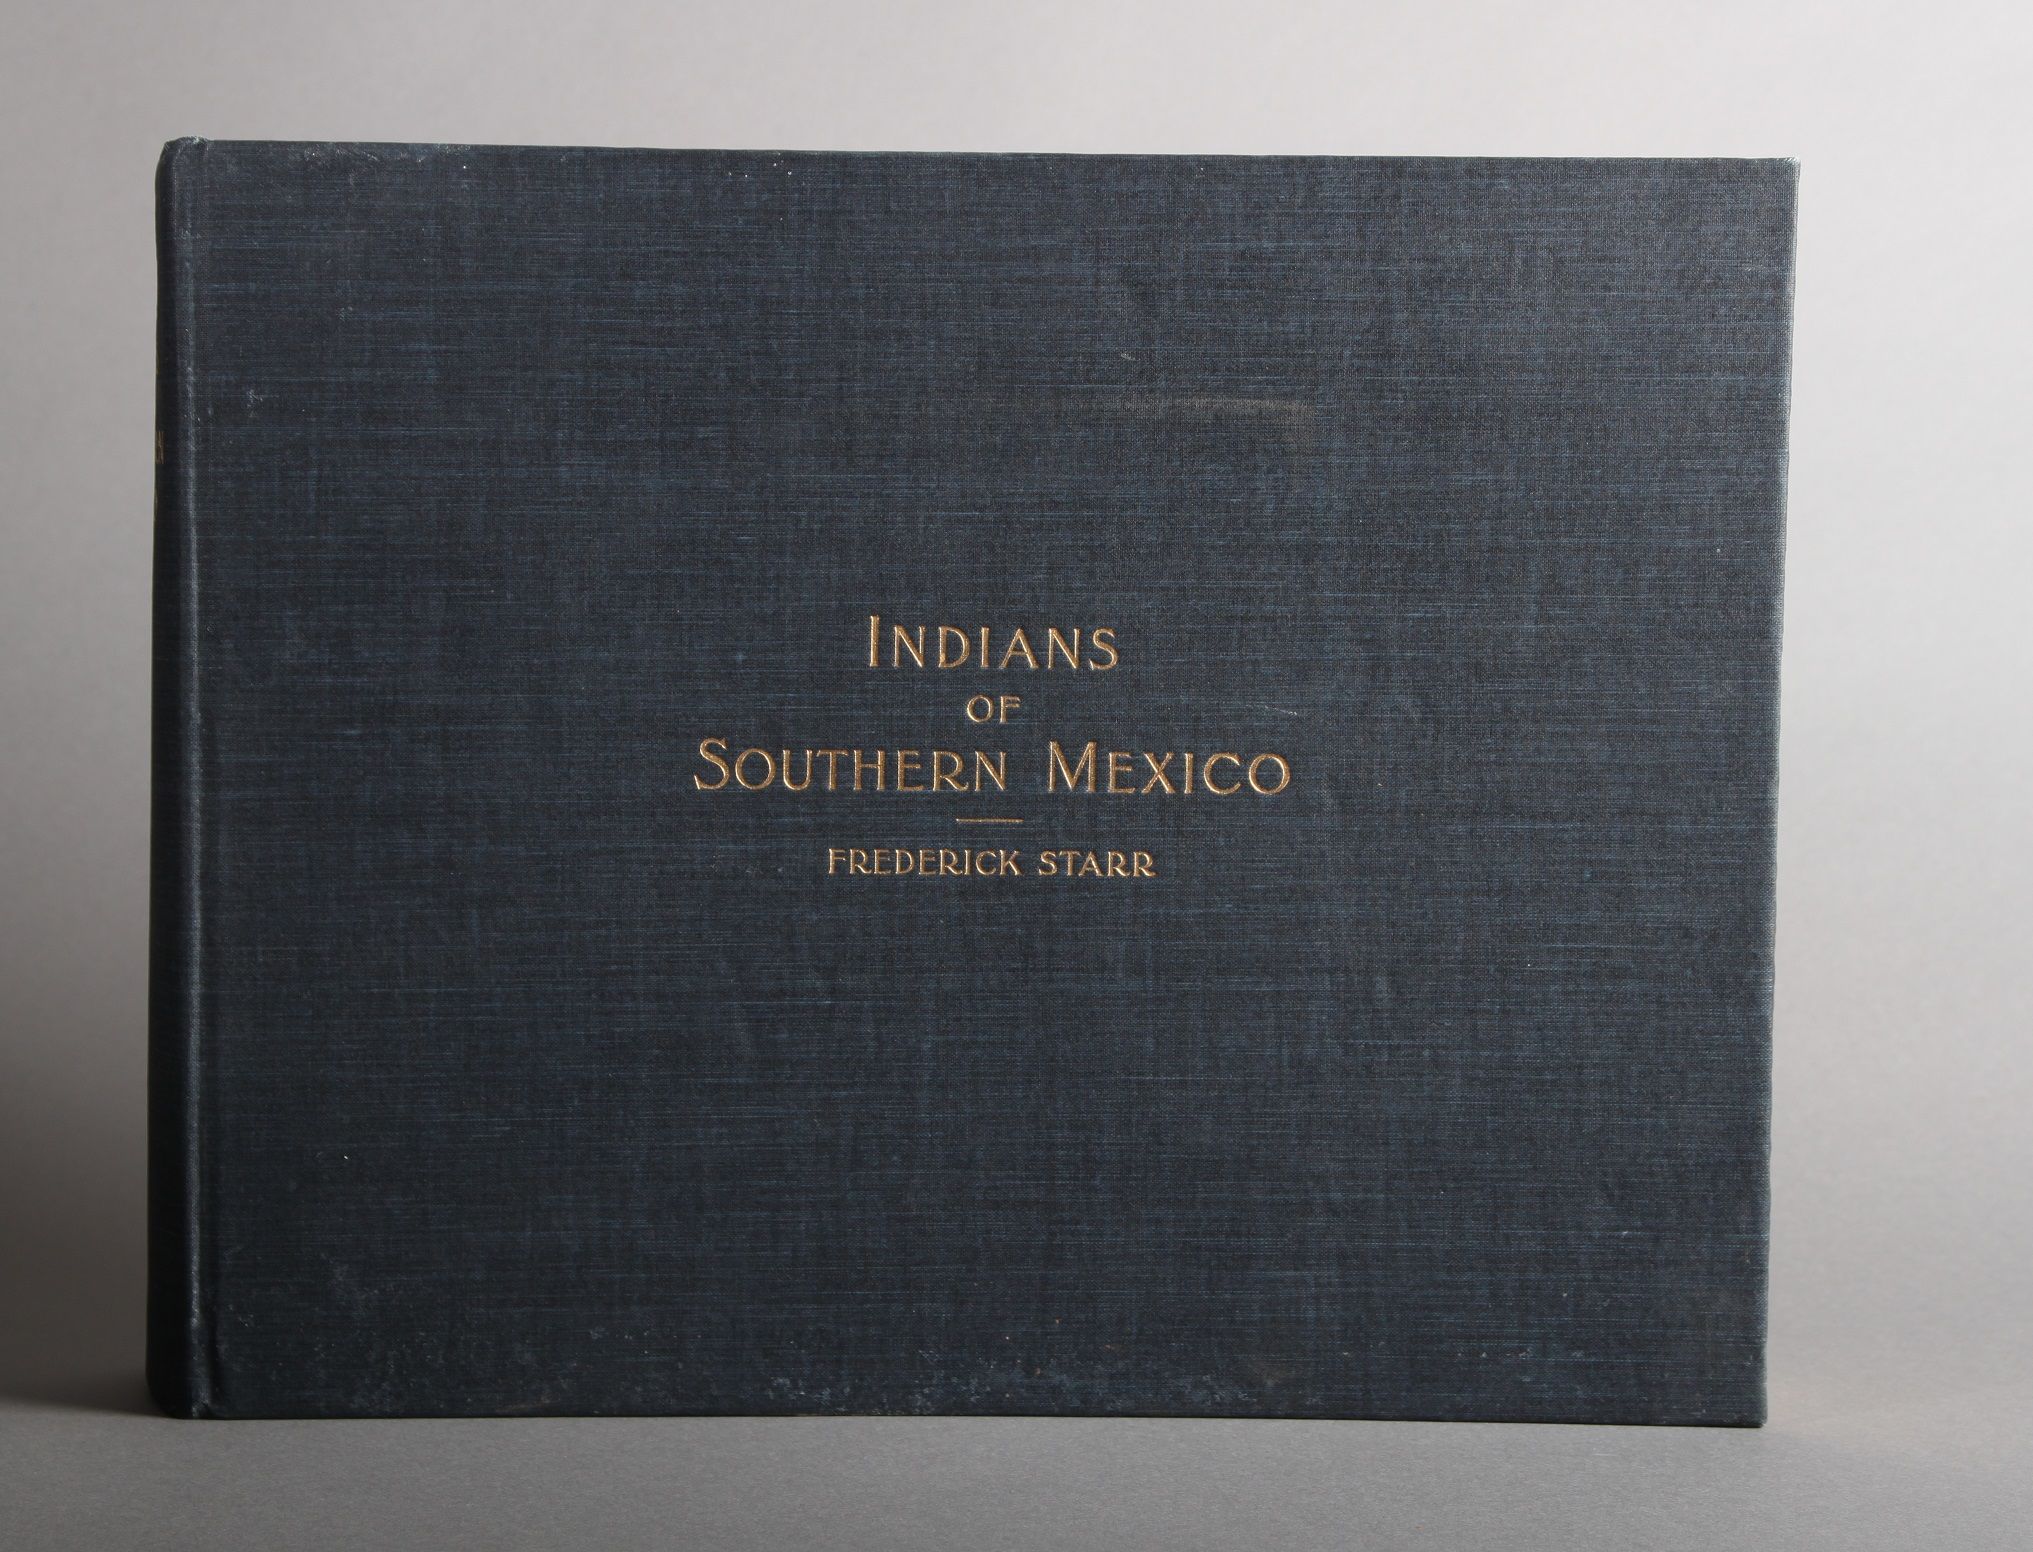 INDIANS
OF
SOUTHERN MEXICO
FREDERICK STARR